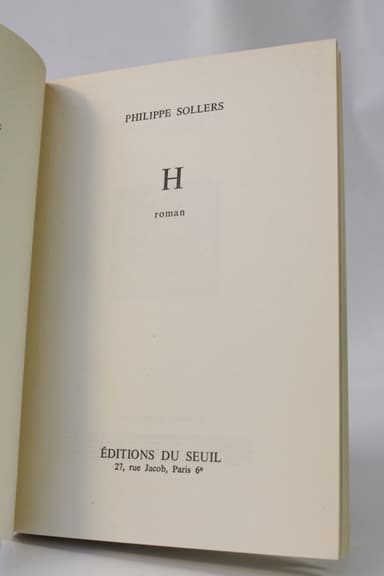 PHILIPPE SOLLERS
H
roman
ÉDITIONS DU SEUIL
27, rue Jacob, Paris 6ᵉ